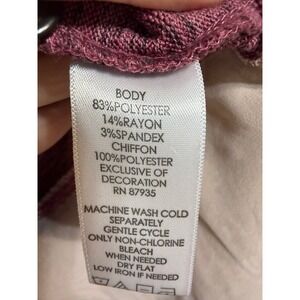 BODY
83%POLYESTER
14%RAYON
3%SPANDEX
CHIFFON
100%POLYESTER
EXCLUSIVE OF
DECORATION
RN 87935
MACHINE WASH COLD
SEPARATELY
GENTLE CYCLE
ONLY NON-CHLORINE
BLEACH
WHEN NEEDED
DRY FLAT
LOW IRON IF NEEDED